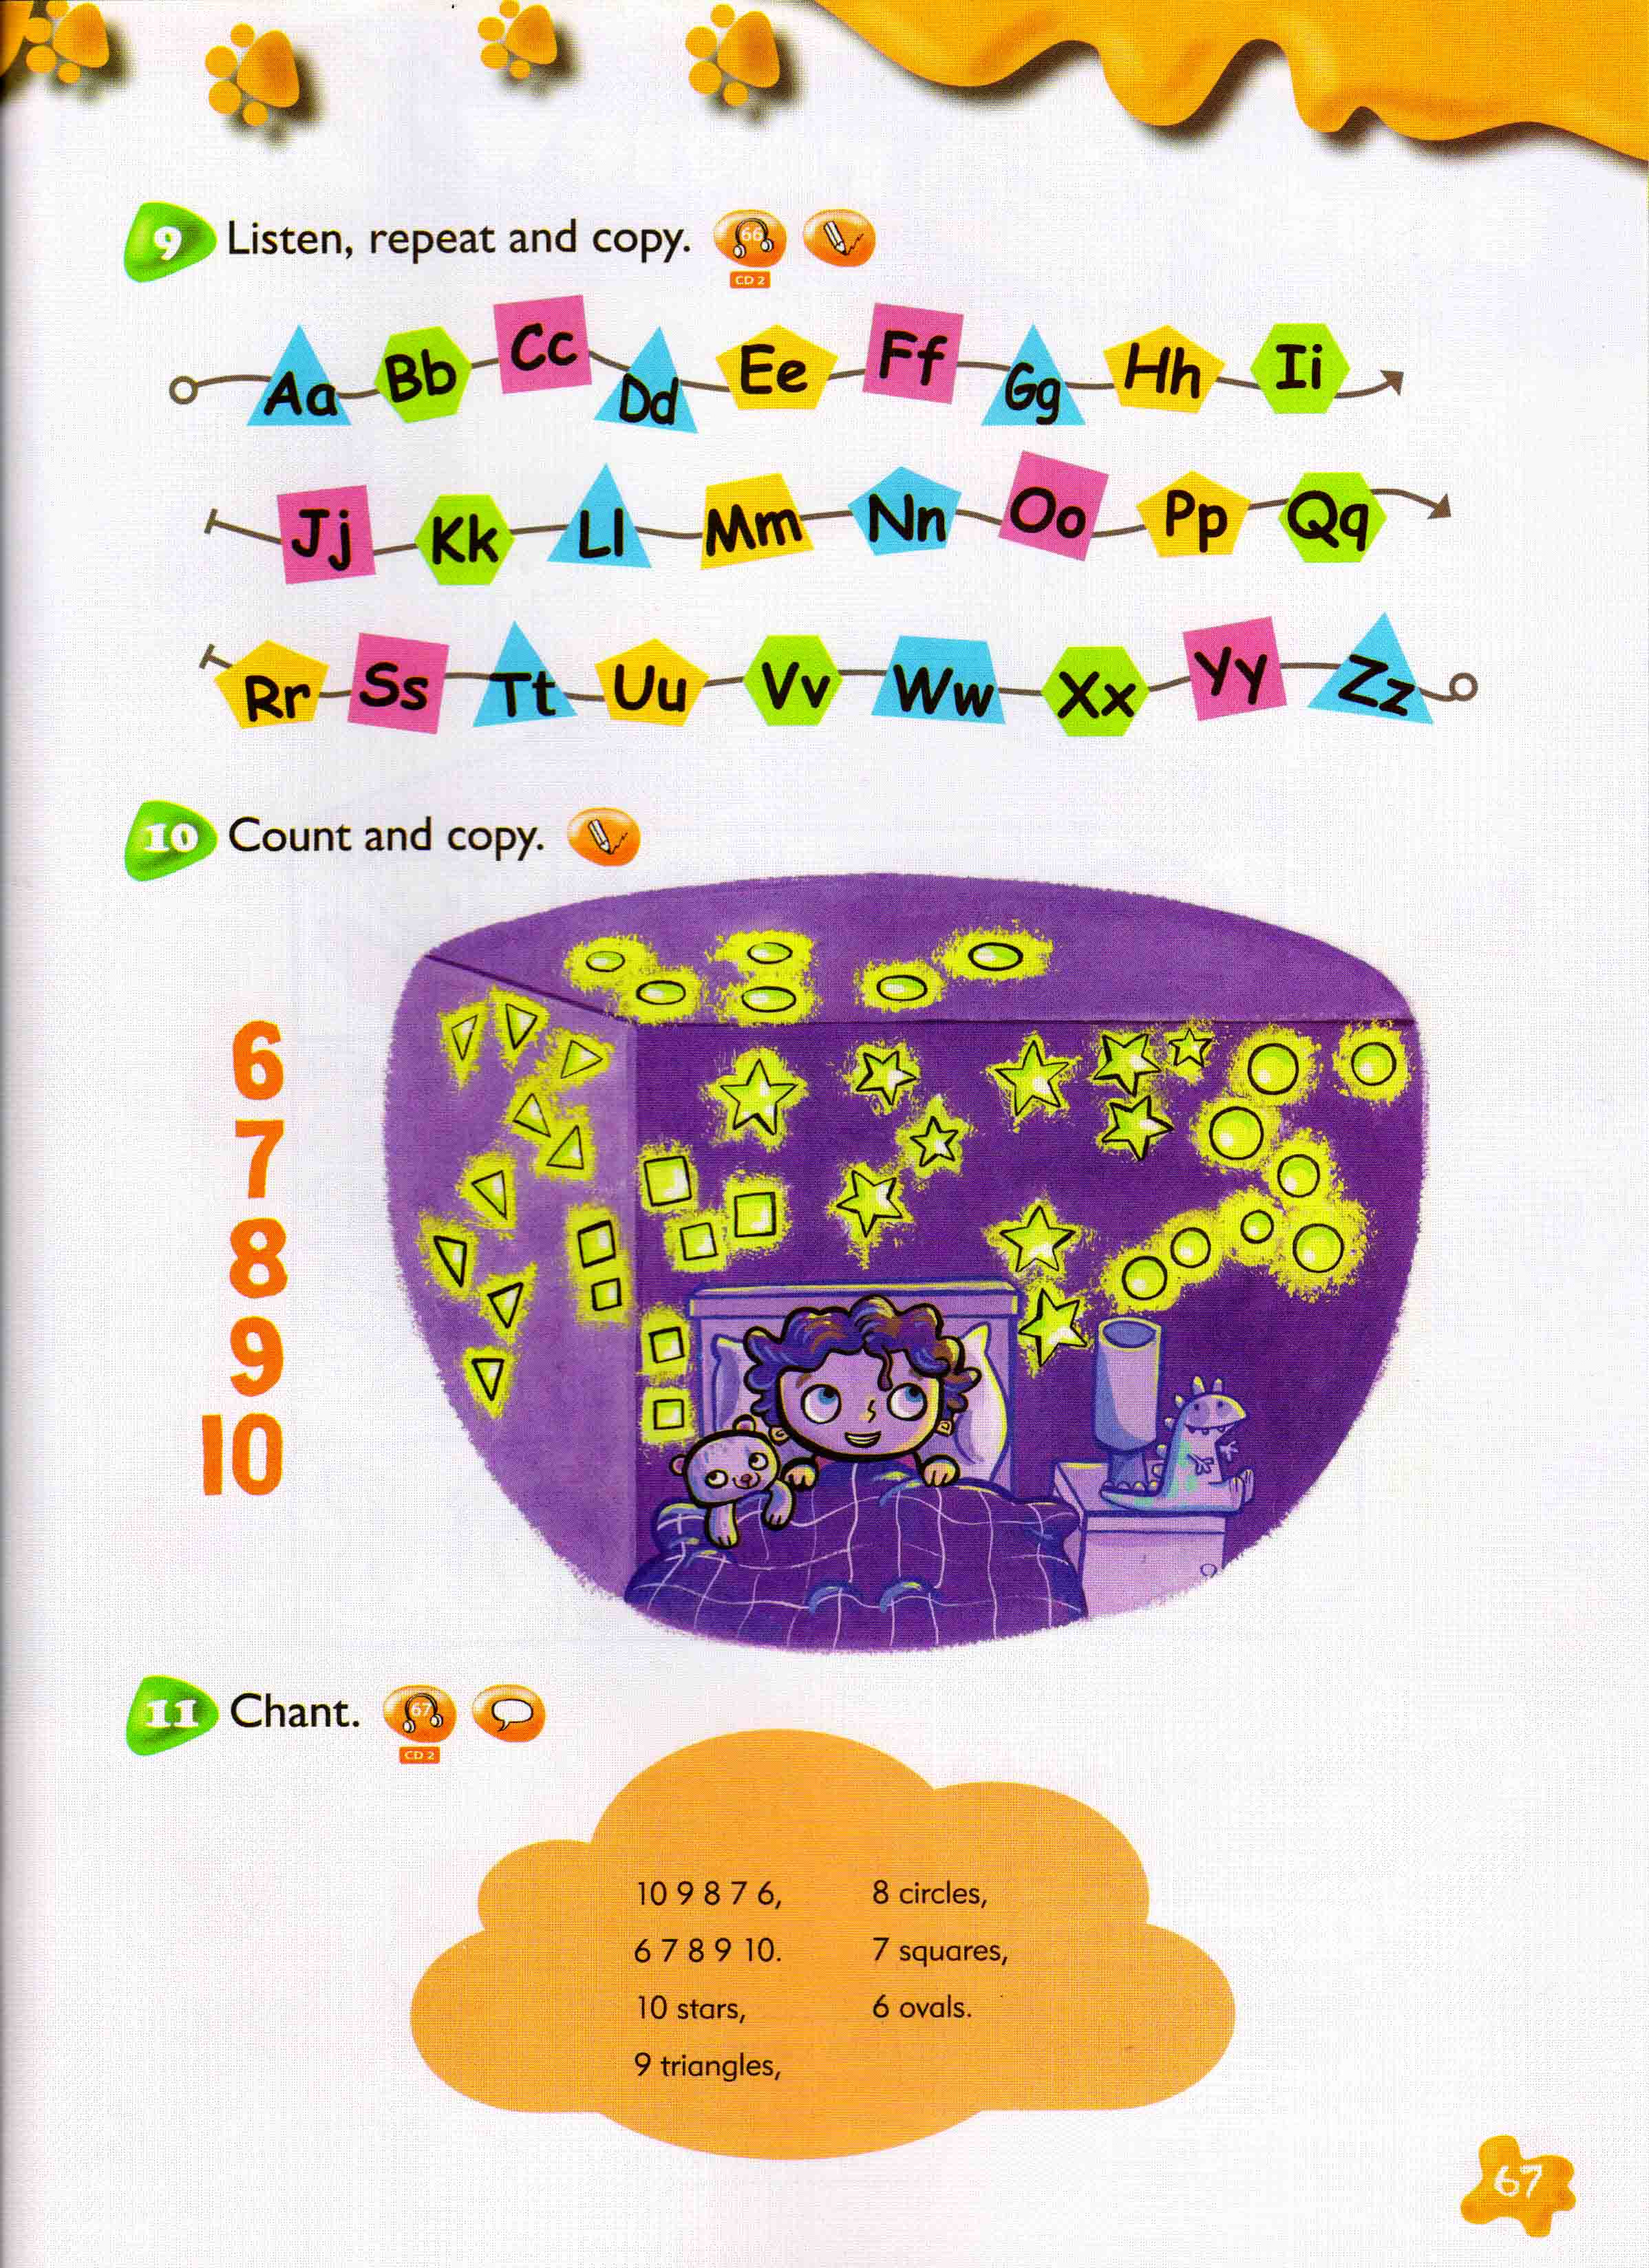 9 Listen, repeat and copy. 66
CD 2
Aa Bb Cc Dd Ee Ff Gg Hh Ii
Jj Kk Ll Mm Nn Oo Pp Qq
Rr Ss Tt Uu Vv Ww Xx Yy Zz
10 Count and copy.
6
7
8
9
10
11 Chant. 67
CD 2
10 9 8 7 6,
6 7 8 9 10.
10 stars,
9 triangles,
8 circles,
7 squares,
6 ovals.
67